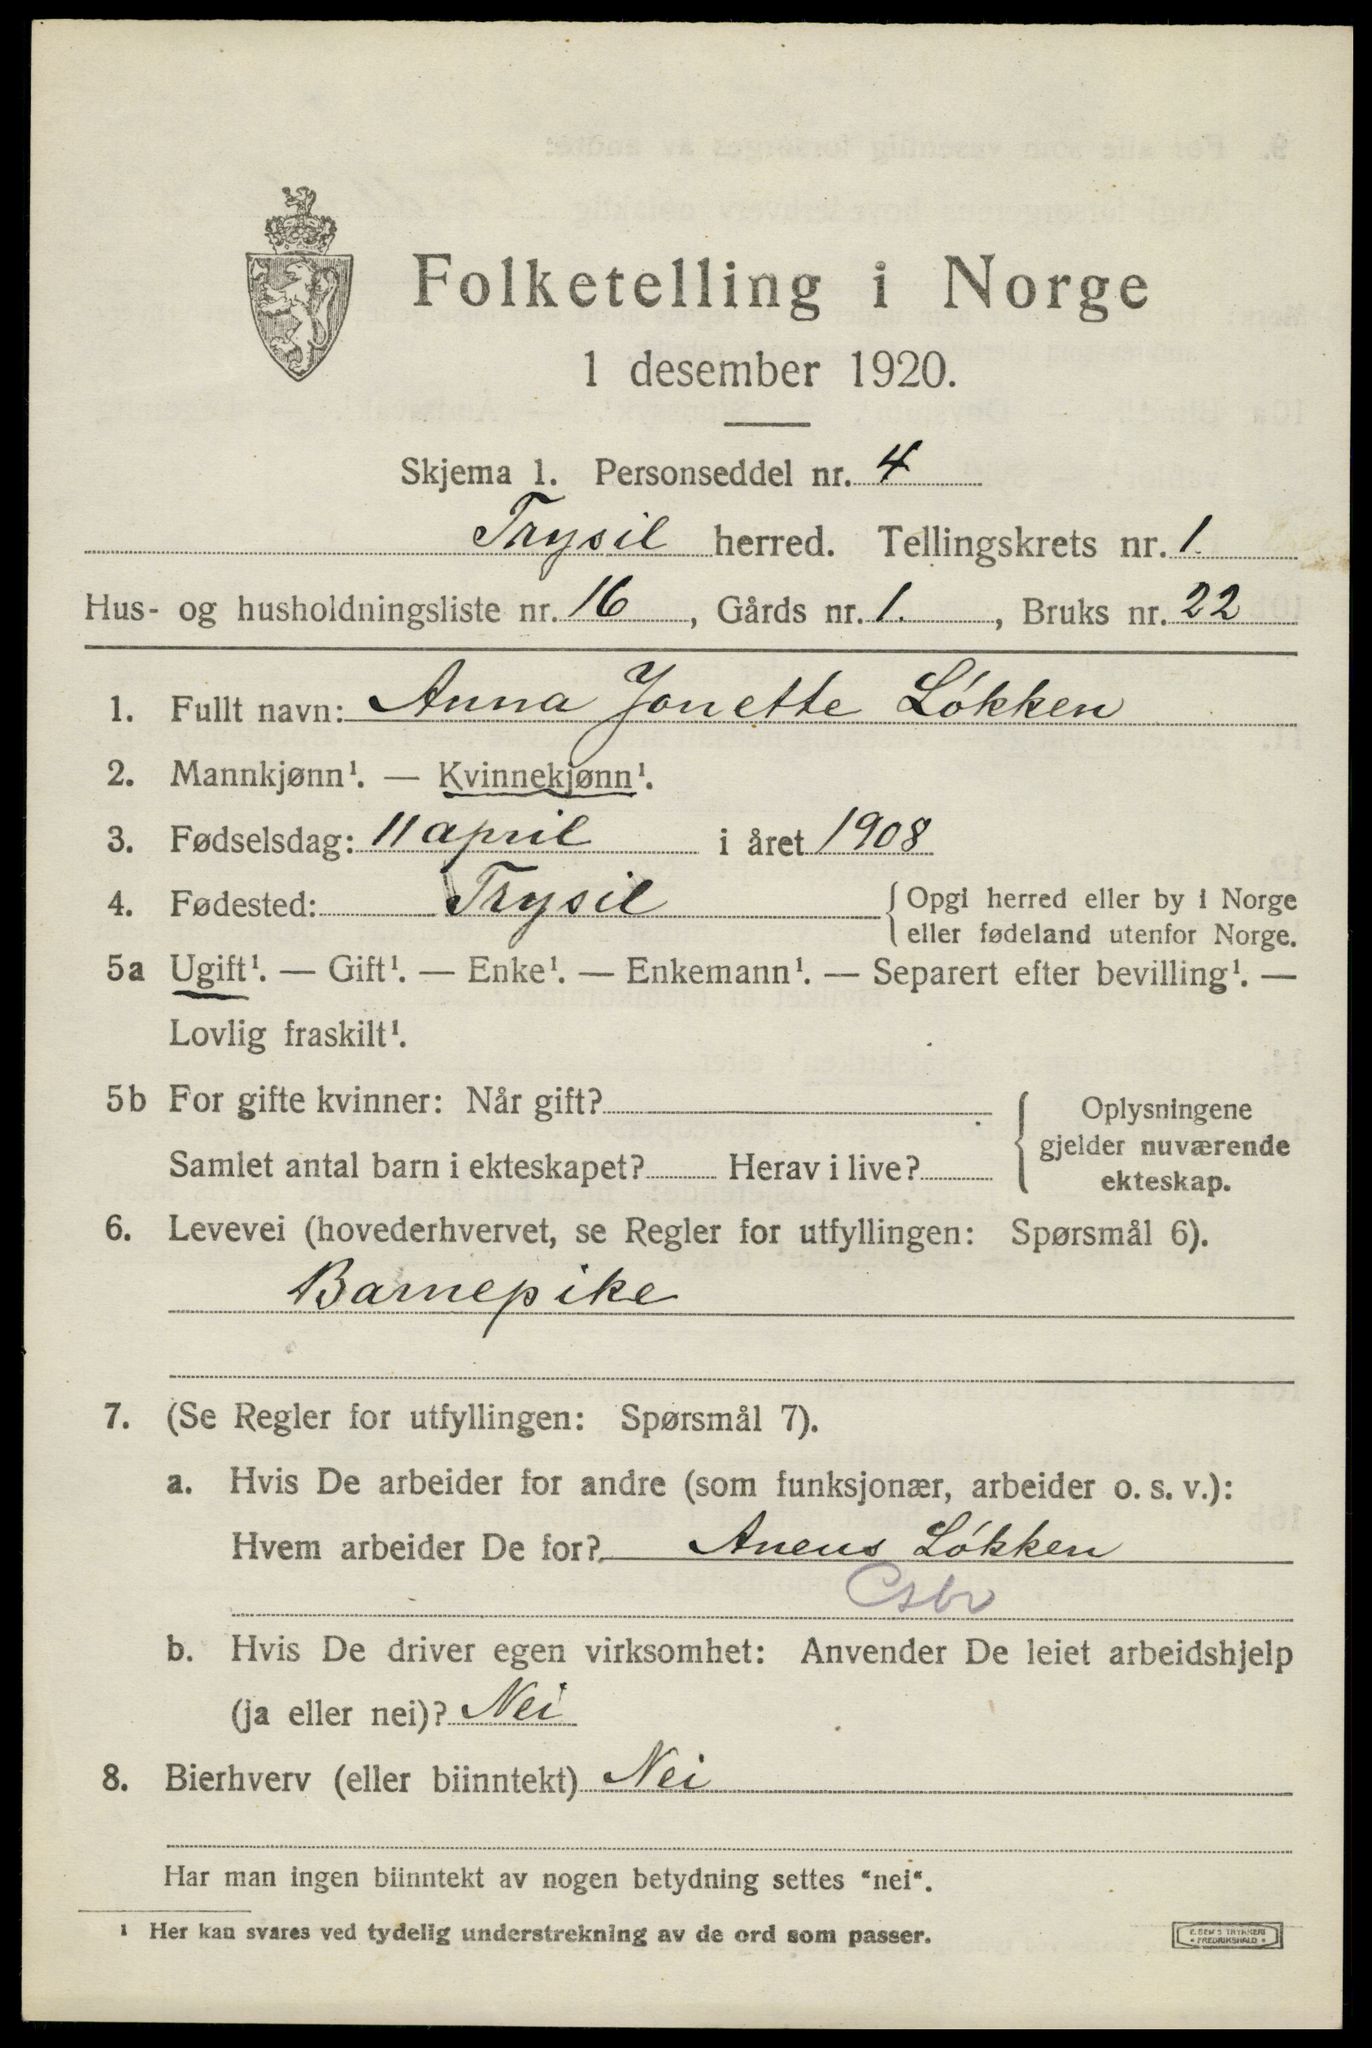 Folketelling i Norge
1 desember 1920.
Skjema 1. Personseddel nr. 4
Trysil herred. Tellingskrets nr. 1.
Hus- og husholdningsliste nr. 16, Gårds nr. 1., Bruks nr. 22
1. Fullt navn: Anna Jonette Løkken
2. Mannkjønn¹. — Kvinnekjønn¹.
3. Fødselsdag: 11 april i året 1908
4. Fødested: Trysil { Opgi herred eller by i Norge
eller fødeland utenfor Norge.
5a Ugift¹. — Gift¹. — Enke¹. — Enkemann¹. — Separert efter bevilling¹. —
Lovlig fraskilt¹.
5b For gifte kvinner: Når gift?
Samlet antal barn i ekteskapet? Herav i live?
Oplysningene
gjelder nuværende
ekteskap.
6. Levevei (hovederhvervet, se Regler for utfyllingen: Spørsmål 6).
Barnepike
7. (Se Regler for utfyllingen: Spørsmål 7).
a. Hvis De arbeider for andre (som funksjonær, arbeider o. s. v.):
Hvem arbeider De for? Anens Løkken
b. Hvis De driver egen virksomhet: Anvender De leiet arbeidshjelp
(ja eller nei)? Nei
8. Bierhverv (eller biinntekt) Nei
Har man ingen biinntekt av nogen betydning settes "nei".
¹ Her kan svares ved tydelig understrekning av de ord som passer.
E. SEM'S TRYKKERI
FREDRIKSHALD